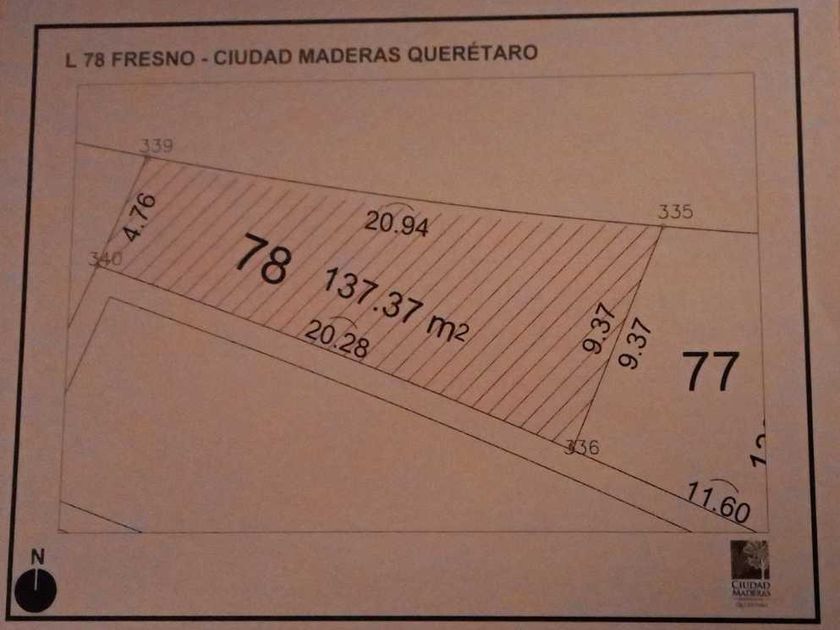 L 78 FRESNO - CIUDAD MADERAS QUERÉTARO
339
4.76
340
20.94
335
78
137.37 m2
20.28
9.37
9.37
77
336
11.60
N
CIUDAD
MADERAS